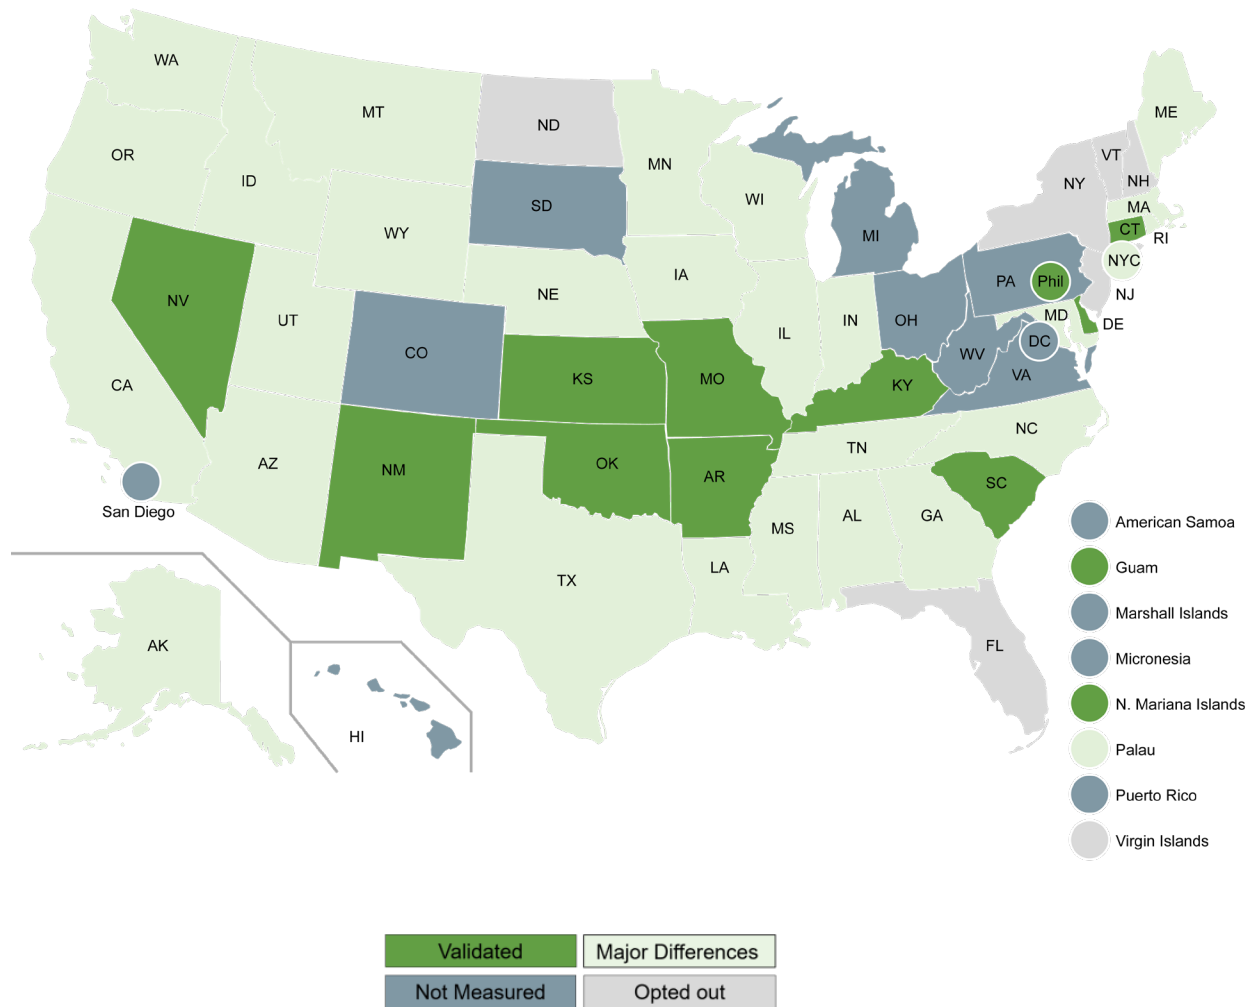 WA
MT
ND
ME
OR
ID
MN
VT
NH
NY
WI
SD
MA
WY
MI
CT
RI
NYC
IA
PA
Phil
NE
NJ
NV
UT
MD
OH
IL
IN
DE
DC
CO
WV
VA
CA
KS
MO
KY
NC
TN
AZ
NM
OK
AR
SC
San Diego
MS
AL
GA
LA
TX
American Samoa
Guam
Marshall Islands
FL
AK
Micronesia
N. Mariana Islands
HI
Palau
Puerto Rico
Virgin Islands
Validated
Major Differences
Not Measured
Opted out